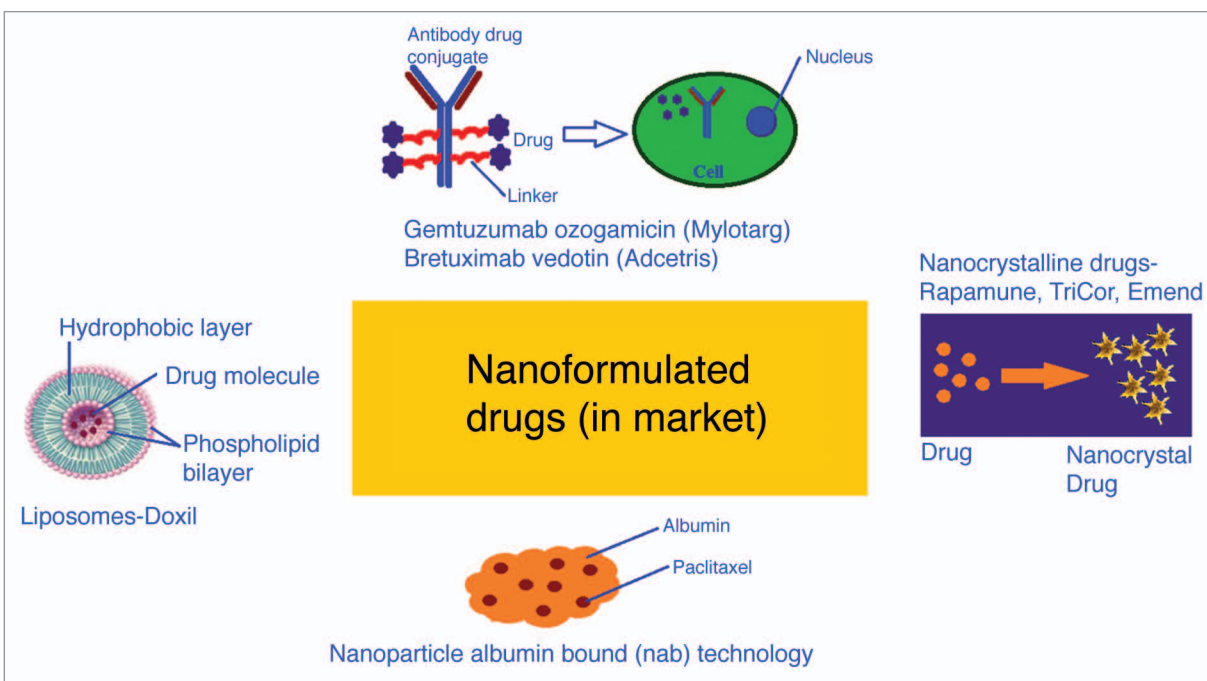 Antibody drug
conjugate
Nucleus
Drug
Cell
Linker
Gemtuzumab ozogamicin (Mylotarg)
Bretuximab vedotin (Adcetris)
Nanocrystalline drugs-
Rapamune, TriCor, Emend
Drug
Nanocrystal
Drug
Hydrophobic layer
Drug molecule
Phospholipid
bilayer
Liposomes-Doxil
Nanoformulated
drugs (in market)
Albumin
Paclitaxel
Nanoparticle albumin bound (nab) technology